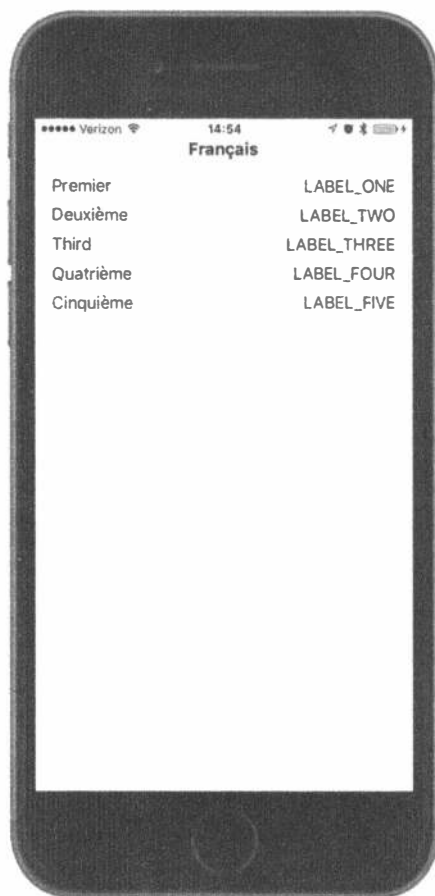 Verizon 14:54
Français
Premier LABEL_ONE
Deuxième LABEL_TWO
Third LABEL_THREE
Quatrième LABEL_FOUR
Cinquième LABEL_FIVE